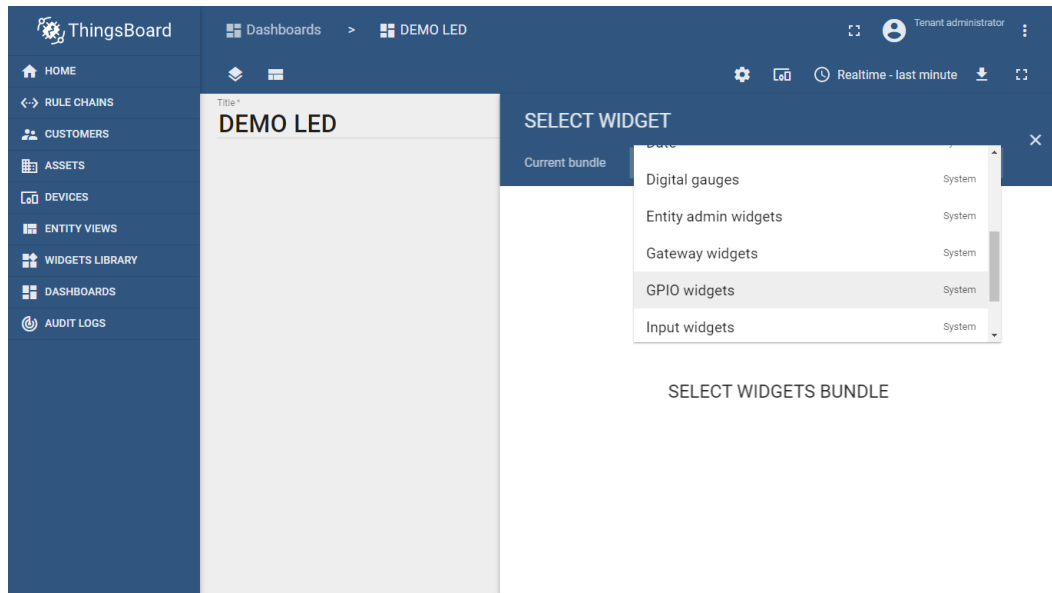 ThingsBoard
Dashboards > DEMO LED
Tenant administrator
HOME
RULE CHAINS
CUSTOMERS
ASSETS
DEVICES
ENTITY VIEWS
WIDGETS LIBRARY
DASHBOARDS
AUDIT LOGS
Realtime - last minute
Title *
DEMO LED
SELECT WIDGET
Current bundle
Date
Digital gauges System
Entity admin widgets System
Gateway widgets System
GPIO widgets System
Input widgets System
SELECT WIDGETS BUNDLE